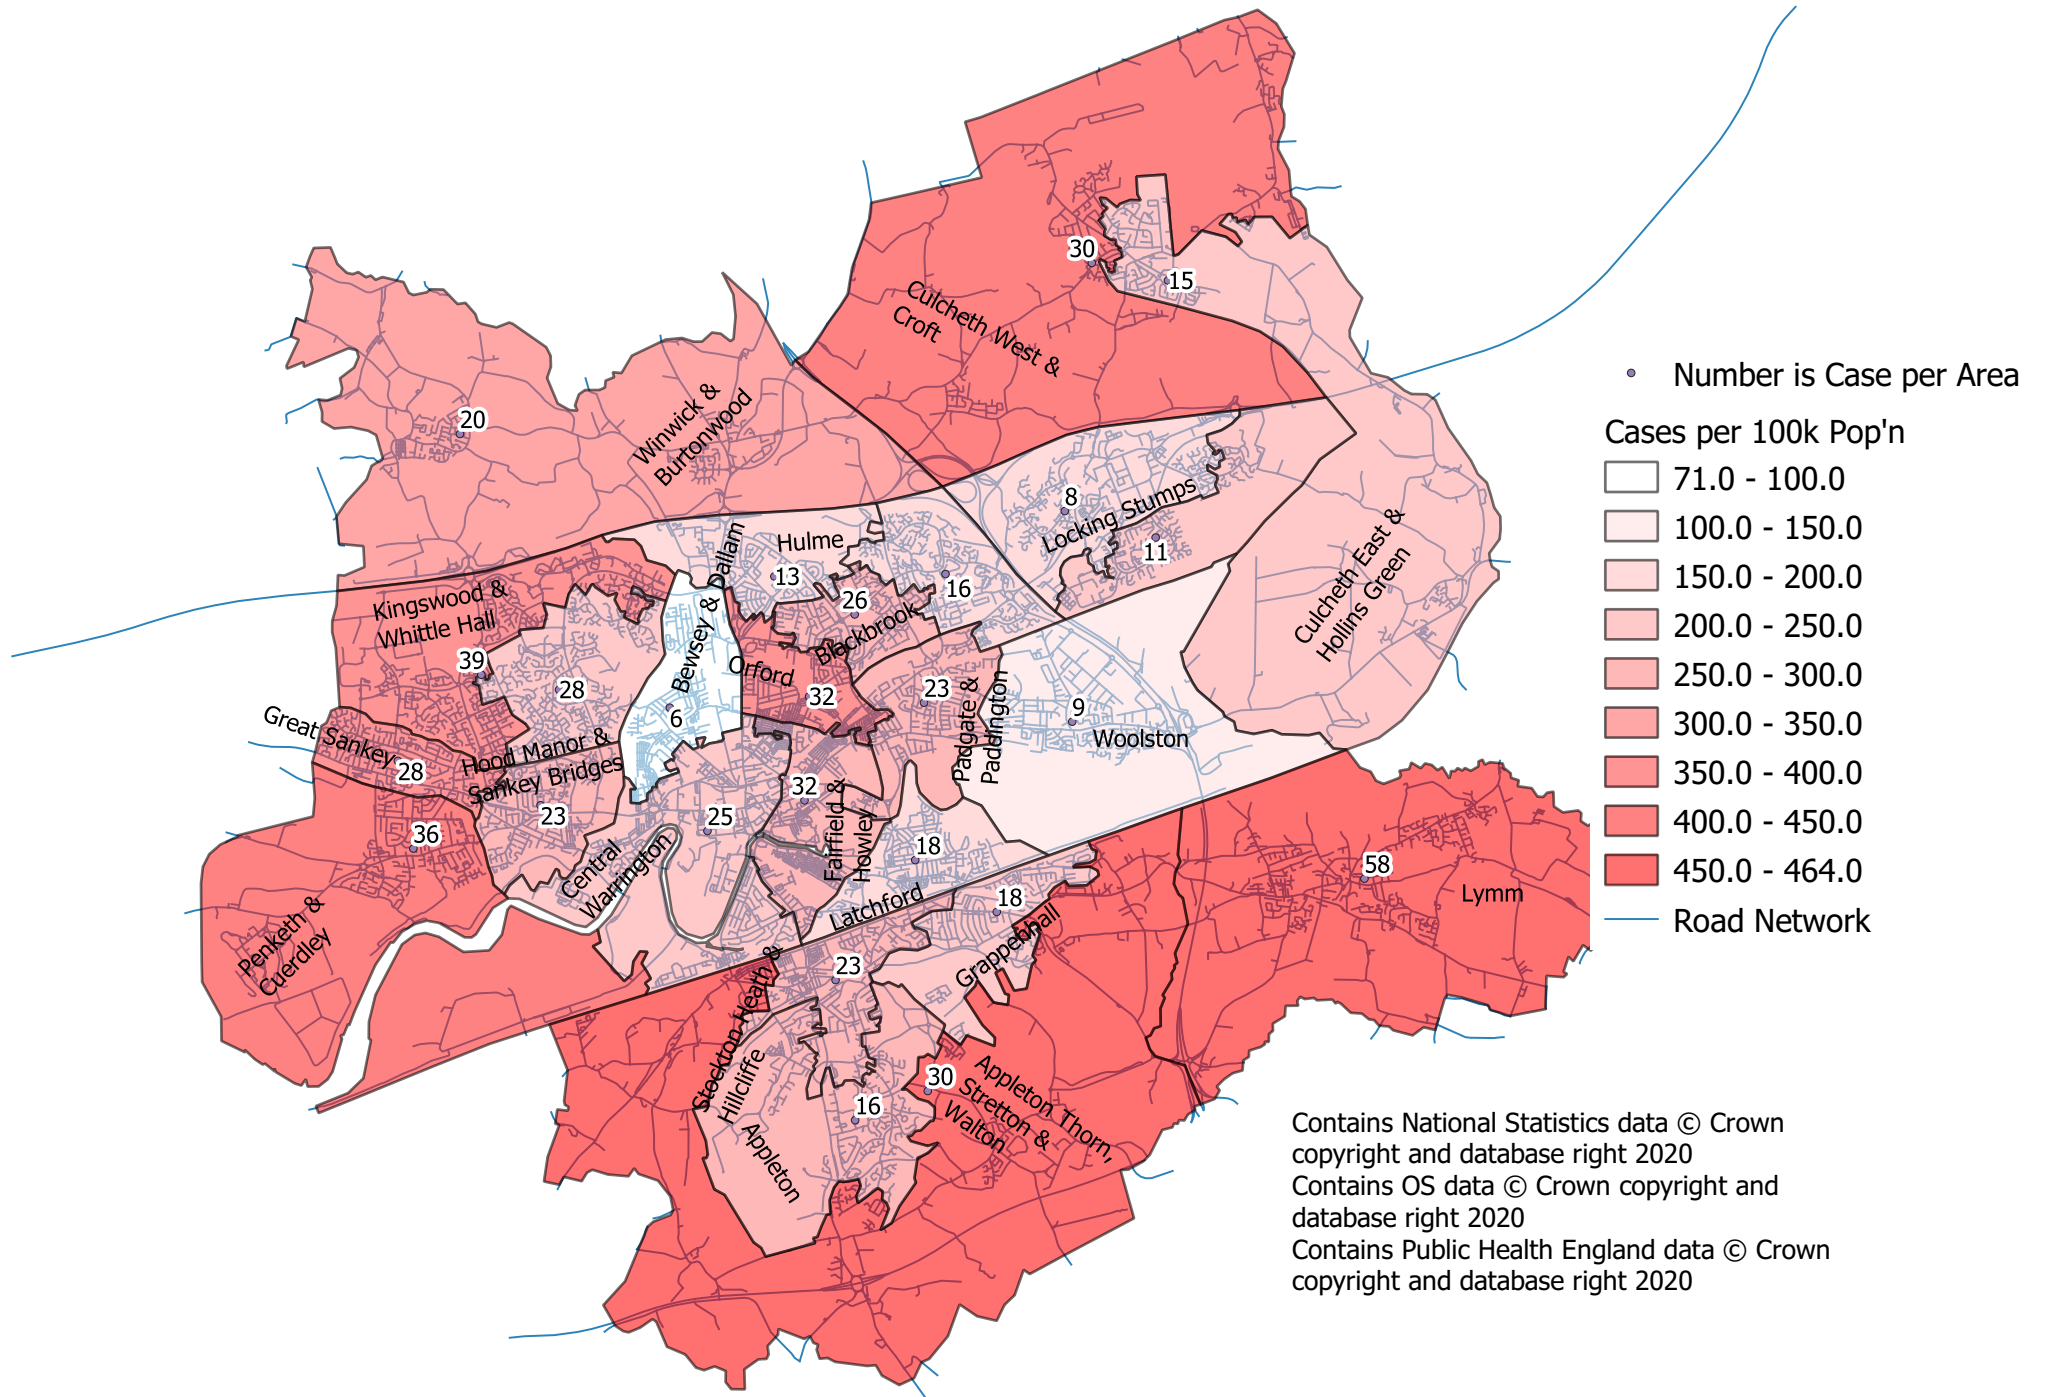 30
15
Culcheth West &
Croft
20
Winwick &
Burtonwood
8
Locking Stumps
11
Hulme
13
16
26
Blackbrook
Bewsey & Dallam
6
Orford
32
Kingswood &
Whittle Hall
39
28
Great Sankey
28
Hood Manor &
Sankey Bridges
23
36
Penketh &
Cuerdley
Central
Warrington
25
32
Fairfield &
Howley
23
Padgate &
Paddington
9
Woolston
Culcheth East &
Hollins Green
18
Latchford
18
Grappenhall
23
Stockton Heath &
Hillcliffe
16
Appleton
30
Appleton Thorn,
Stretton &
Walton
58
Lymm
Number is Case per Area
Cases per 100k Pop'n
71.0 - 100.0
100.0 - 150.0
150.0 - 200.0
200.0 - 250.0
250.0 - 300.0
300.0 - 350.0
350.0 - 400.0
400.0 - 450.0
450.0 - 464.0
Road Network
Contains National Statistics data © Crown
copyright and database right 2020
Contains OS data © Crown copyright and
database right 2020
Contains Public Health England data © Crown
copyright and database right 2020